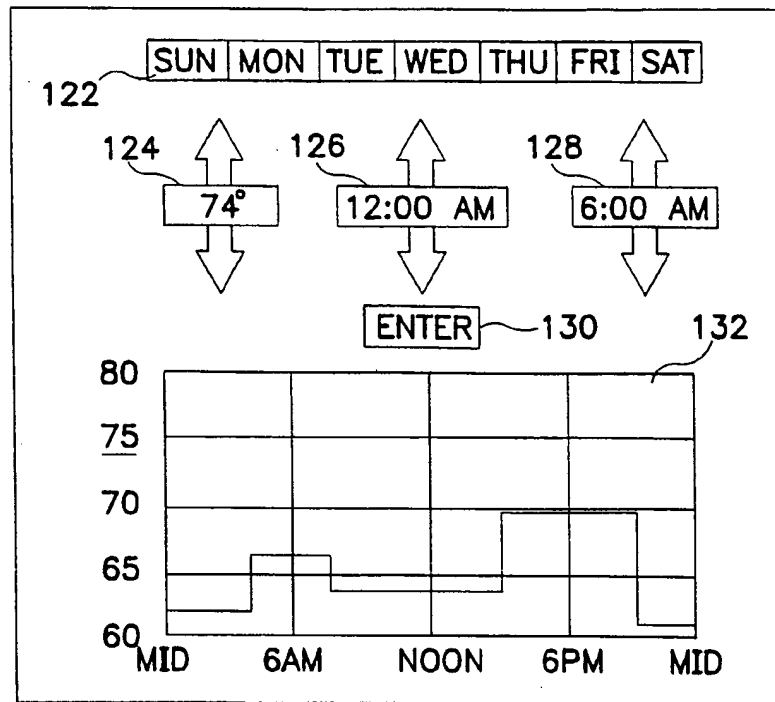 SUN MON TUE WED THU FRI SAT
122
124 126 128
74° 12:00 AM 6:00 AM
ENTER 130 132
80
75
70
65
60
MID 6AM NOON 6PM MID